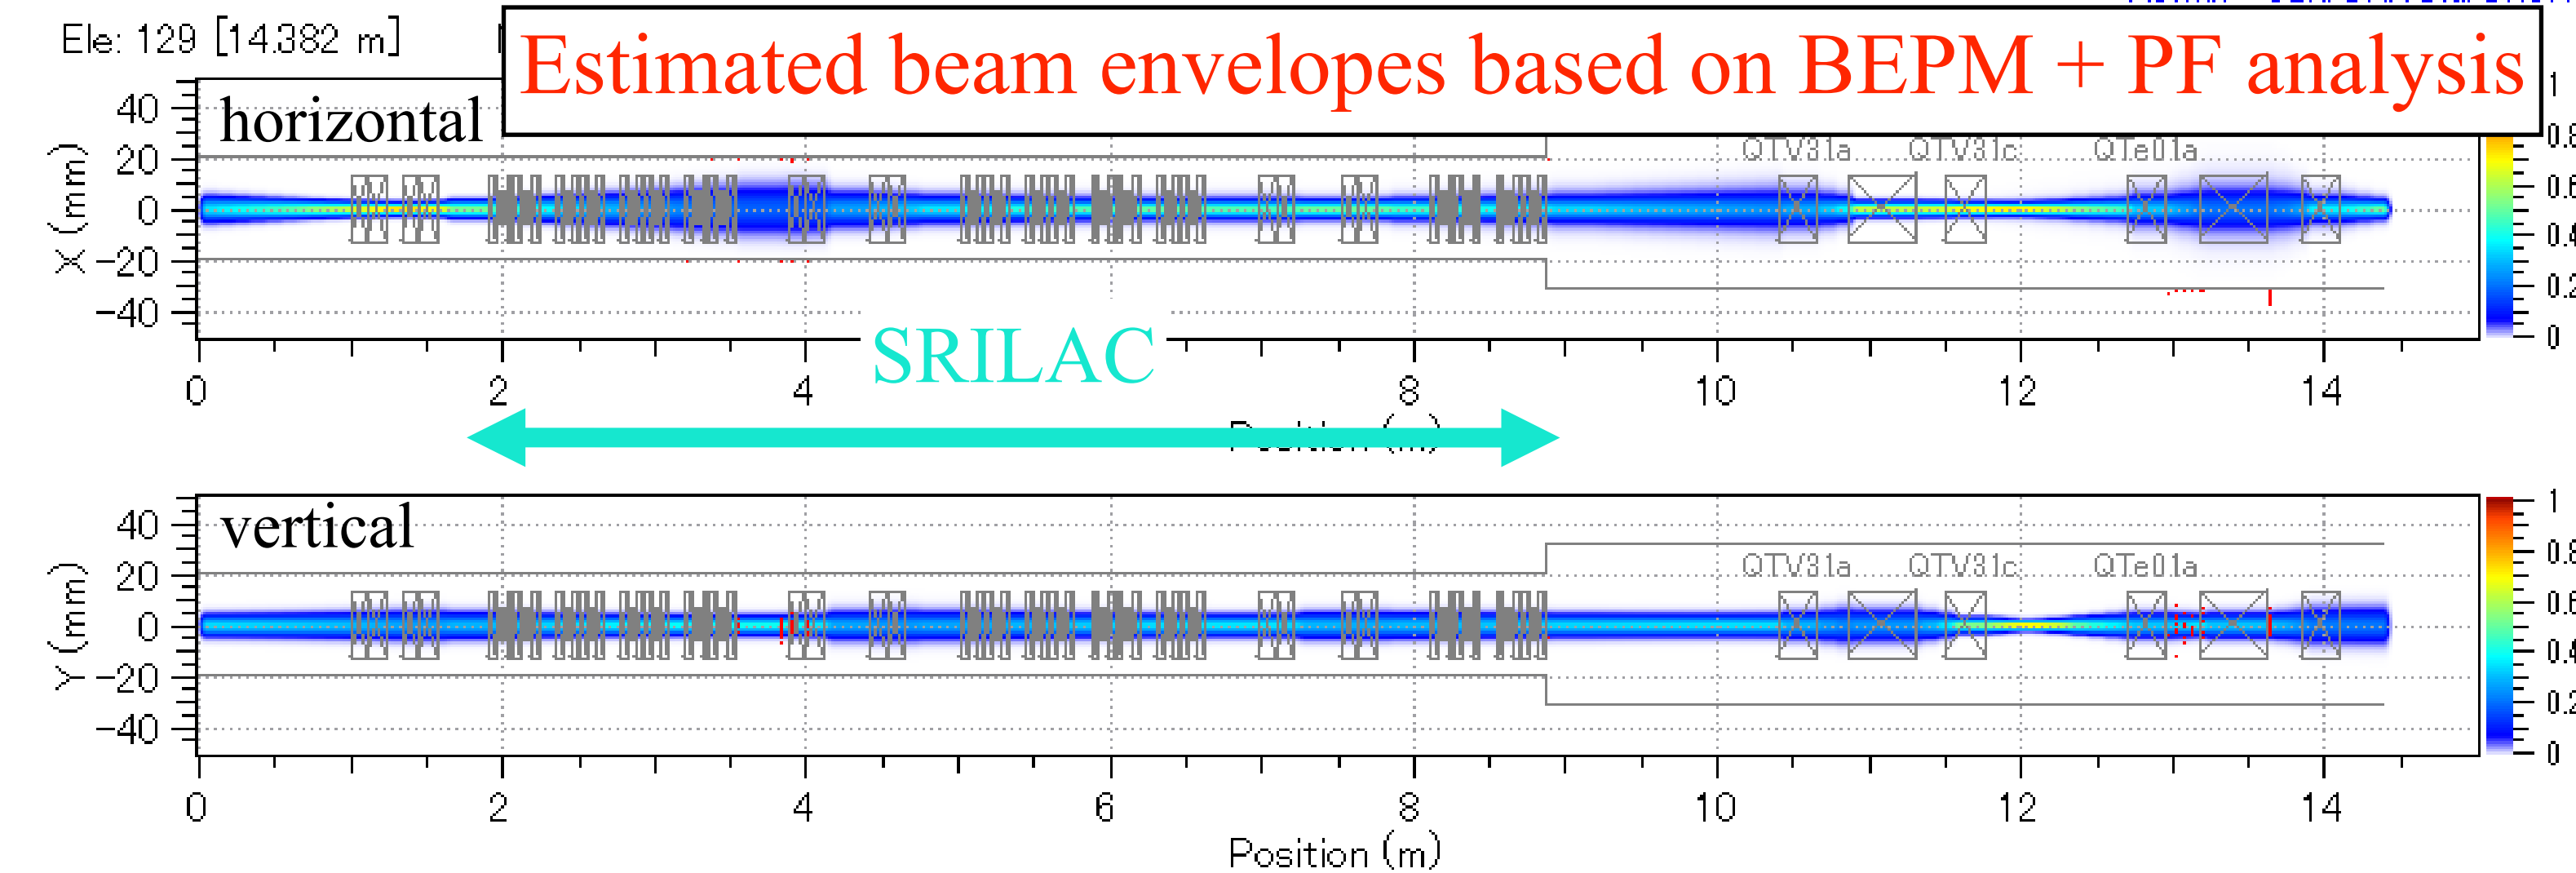 Ele: 129 [14.382 m]
Estimated beam envelopes based on BEPM + PF analysis
horizontal
X (mm)
40
20
0
-20
-40
QTV31a
QTV31c
QTe01a
1
0.8
0.6
0.4
0.2
0
0
2
4
8
10
12
14
SRILAC
Position (m)
vertical
Y (mm)
40
20
0
-20
-40
QTV31a
QTV31c
QTe01a
1
0.8
0.6
0.4
0.2
0
0
2
4
6
8
10
12
14
Position (m)